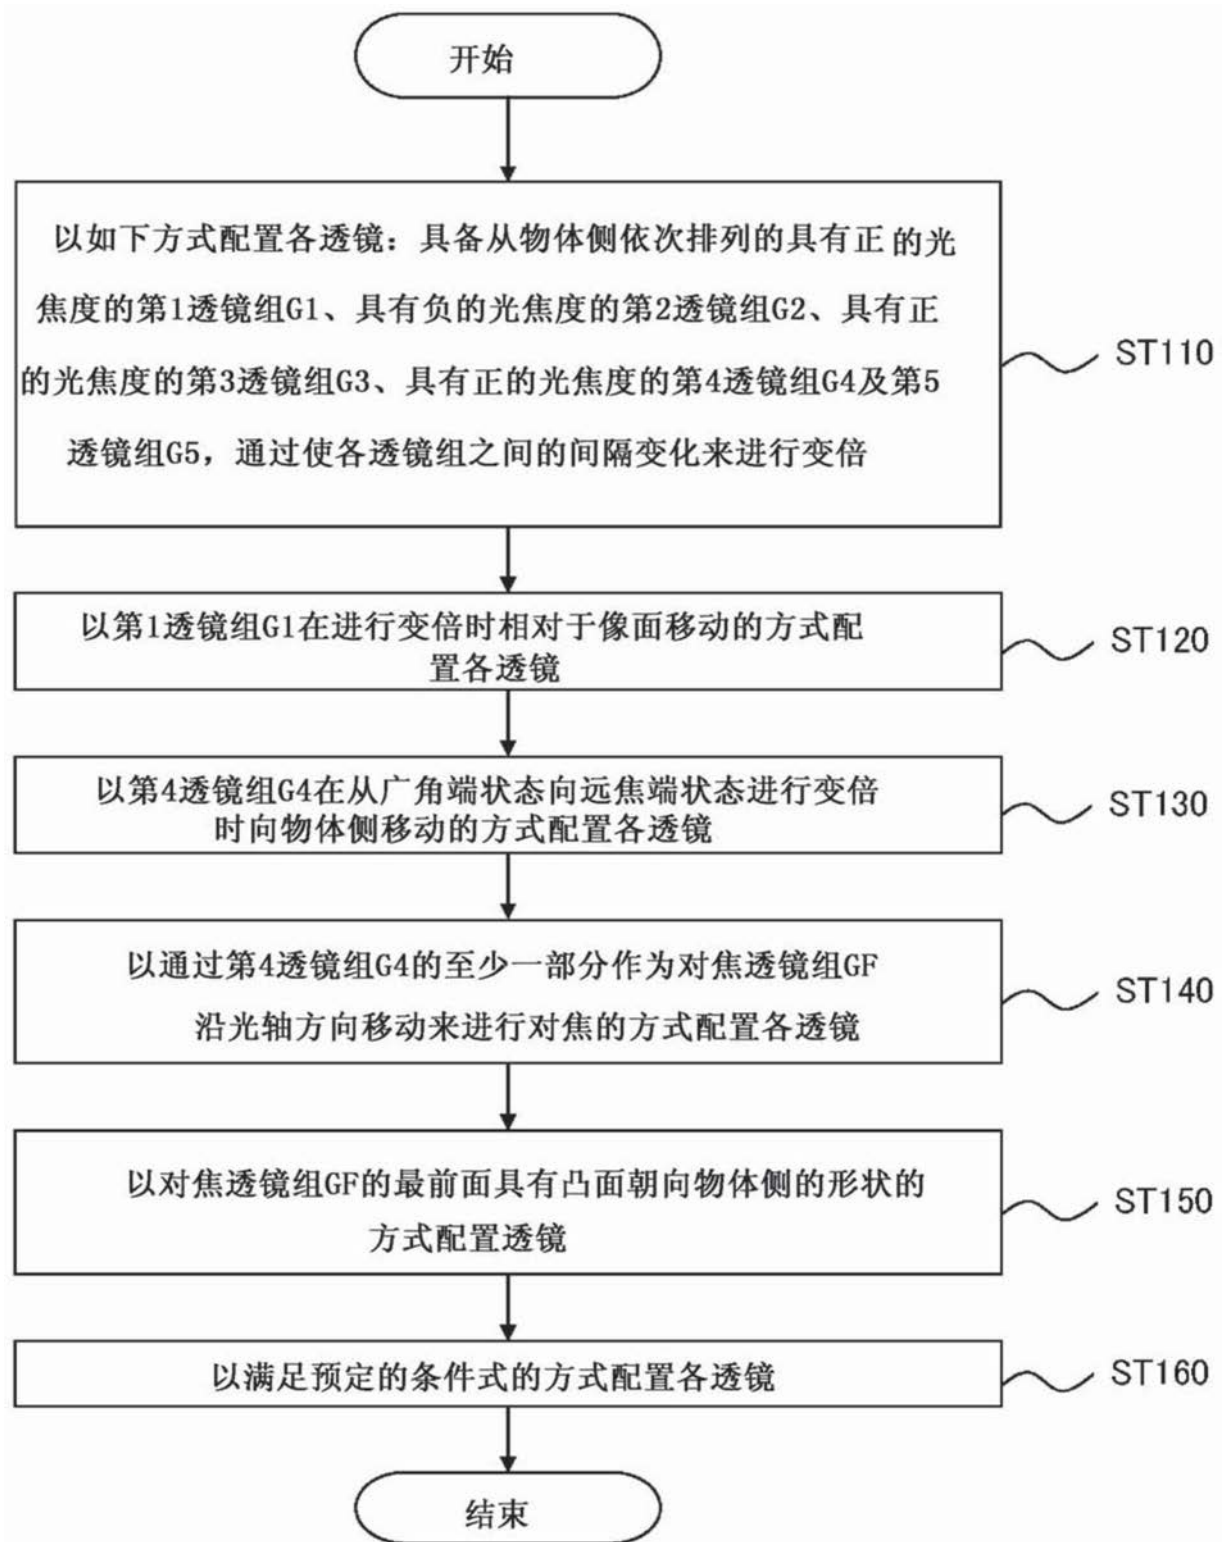 开始
以如下方式配置各透镜：具备从物体侧依次排列的具有正的光
焦度的第1透镜组G1、具有负的光焦度的第2透镜组G2、具有正
的光焦度的第3透镜组G3、具有正的光焦度的第4透镜组G4及第5
透镜组G5，通过使各透镜组之间的间隔变化来进行变倍
ST110
以第1透镜组G1在进行变倍时相对于像面移动的方式配
置各透镜
ST120
以第4透镜组G4在从广角端状态向远焦端状态进行变倍
时向物体侧移动的方式配置各透镜
ST130
以通过第4透镜组G4的至少一部分作为对焦透镜组GF
沿光轴方向移动来进行对焦的方式配置各透镜
ST140
以对焦透镜组GF的最前面具有凸面朝向物体侧的形状的
方式配置透镜
ST150
以满足预定的条件式的方式配置各透镜
ST160
结束